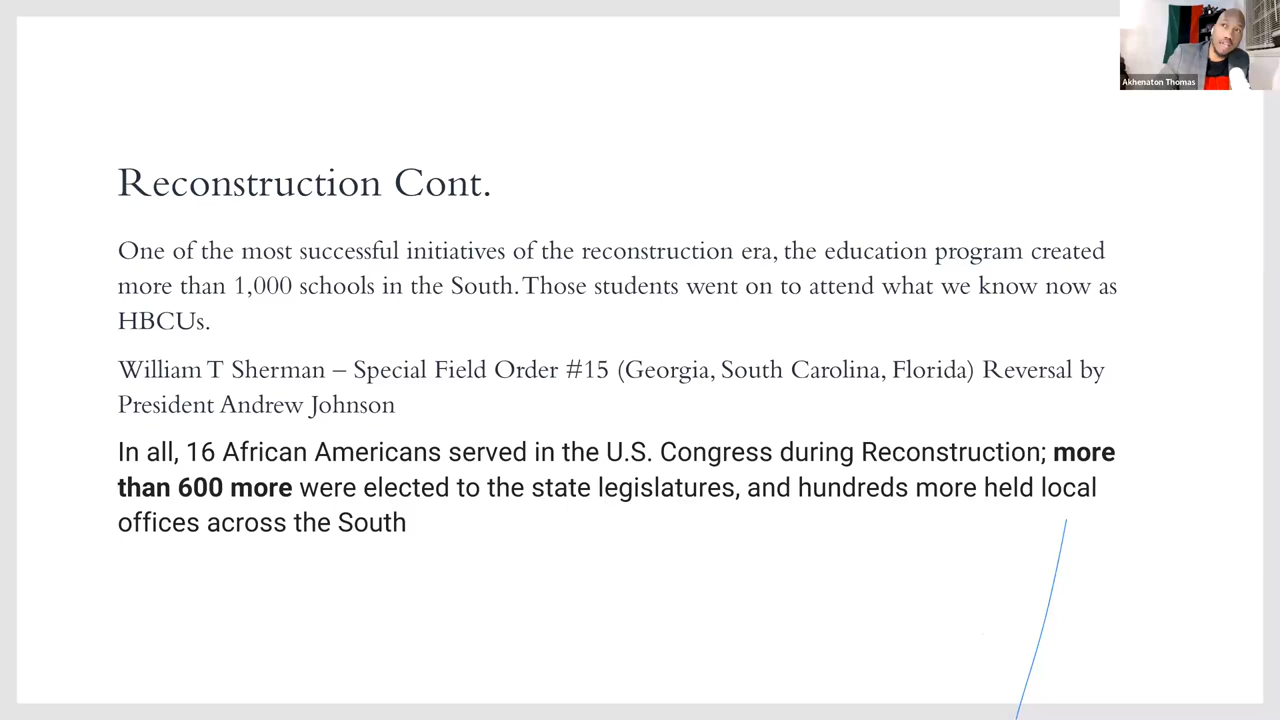 Akhenaton Thomas
Reconstruction Cont.
One of the most successful initiatives of the reconstruction era, the education program created
more than 1,000 schools in the South. Those students went on to attend what we know now as
HBCUs.
William T Sherman – Special Field Order #15 (Georgia, South Carolina, Florida) Reversal by
President Andrew Johnson
In all, 16 African Americans served in the U.S. Congress during Reconstruction; more
than 600 more were elected to the state legislatures, and hundreds more held local
offices across the South